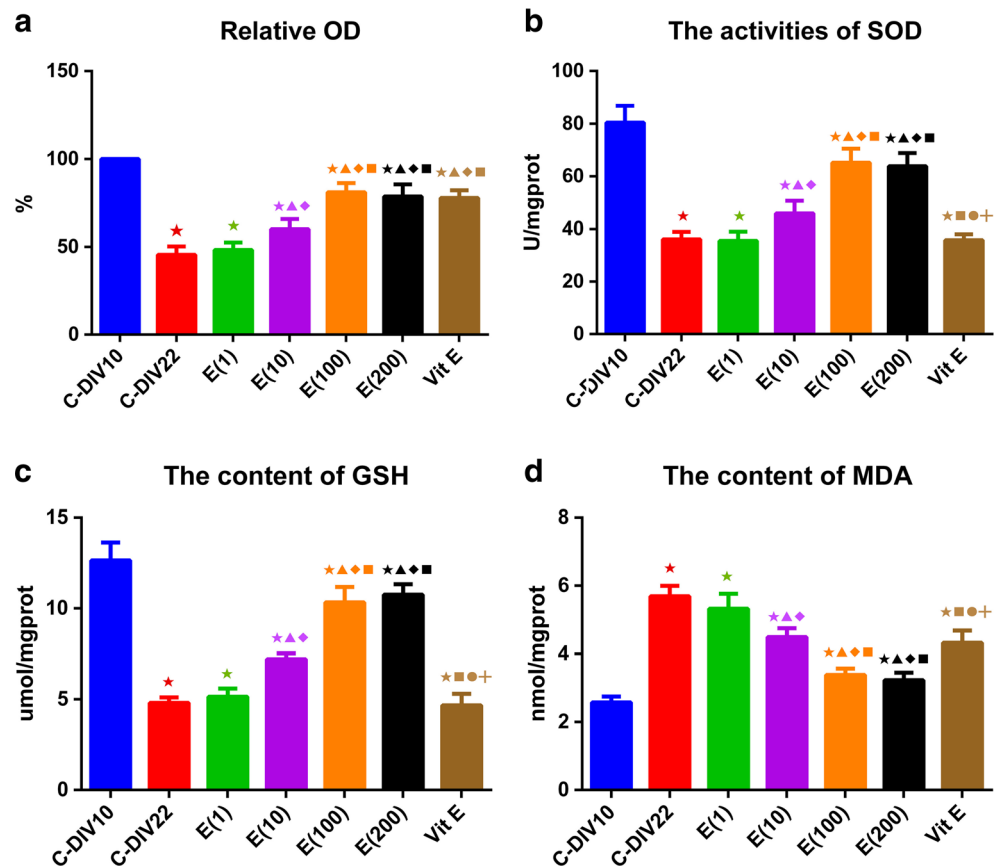 a
Relative OD
150
100
50
0
%
★
★
★▲◆
★▲◆■
★▲◆■
★▲◆■
C-DIV10
C-DIV22
E(1)
E(10)
E(100)
E(200)
Vit E
b
The activities of SOD
100
80
60
40
20
0
U/mgprot
★
★
★▲◆
★▲◆■
★▲◆■
★■●+
C-DIV10
C-DIV22
E(1)
E(10)
E(100)
E(200)
Vit E
c
The content of GSH
15
10
5
0
umol/mgprot
★
★
★▲◆
★▲◆■
★▲◆■
★■●+
C-DIV10
C-DIV22
E(1)
E(10)
E(100)
E(200)
Vit E
d
The content of MDA
8
6
4
2
0
nmol/mgprot
★
★
★▲◆
★▲◆■
★▲◆■
★■●+
C-DIV10
C-DIV22
E(1)
E(10)
E(100)
E(200)
Vit E